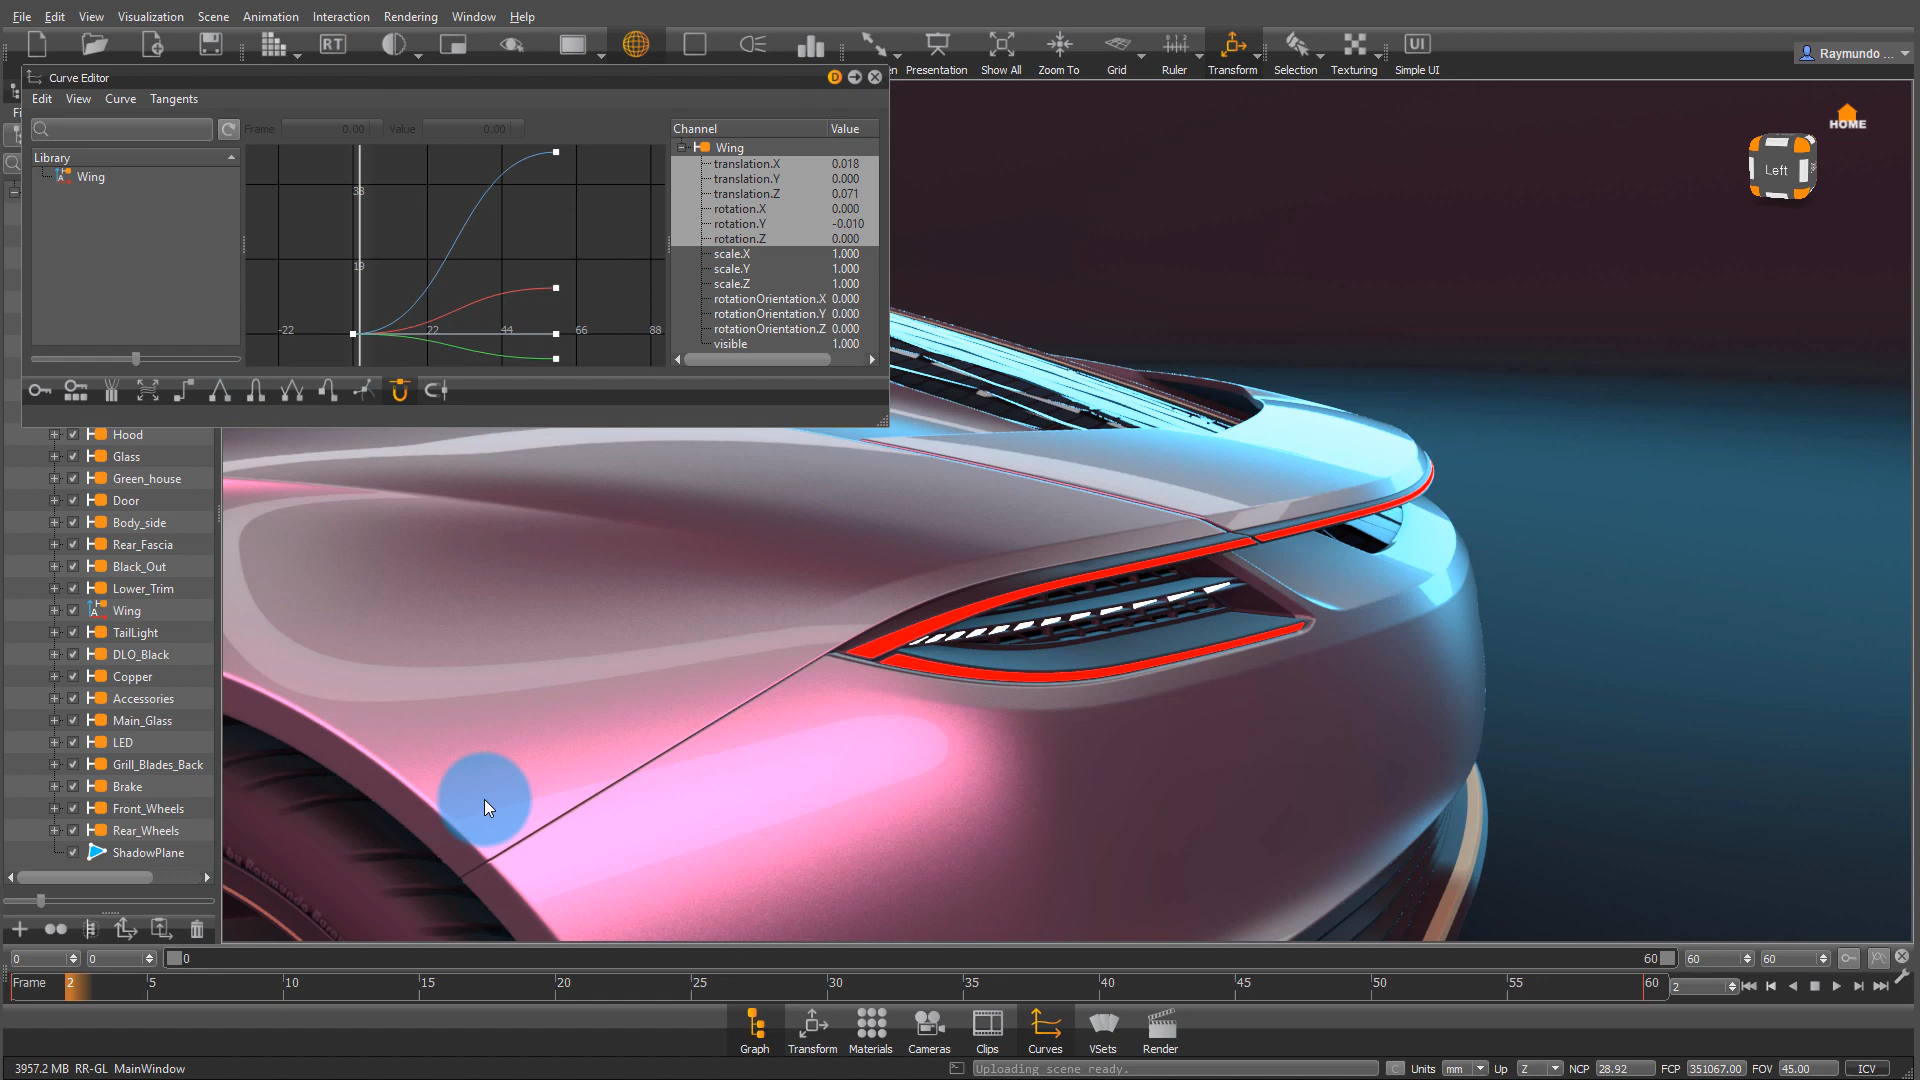 File Edit View Visualization Scene Animation Interaction Rendering Window Help
RT
UI
Presentation Show All Zoom To Grid Ruler Transform Selection Texturing Simple UI
Raymundo ...
Curve Editor
D
Edit View Curve Tangents
Frame 0.00 Value 0.00
Library
Wing
38
19
-22 22 44 66 88
Channel Value
Wing
translation.X 0.018
translation.Y 0.000
translation.Z 0.071
rotation.X 0.000
rotation.Y -0.010
rotation.Z 0.000
scale.X 1.000
scale.Y 1.000
scale.Z 1.000
rotationOrientation.X 0.000
rotationOrientation.Y 0.000
rotationOrientation.Z 0.000
visible 1.000
HOME
Left
Hood
Glass
Green_house
Door
Body_side
Rear_Fascia
Black_Out
Lower_Trim
Wing
TailLight
DLO_Black
Copper
Accessories
Main_Glass
LED
Grill_Blades_Back
Brake
Front_Wheels
Rear_Wheels
ShadowPlane
0 0 0 60 60 60
Frame 2 5 10 15 20 25 30 35 40 45 50 55 60 2
Graph Transform Materials Cameras Clips Curves VSets Render
3957.2 MB RR-GL MainWindow
Uploading scene ready.
C Units mm Up Z NCP 28.92 FCP 351067.00 FOV 45.00 ICV